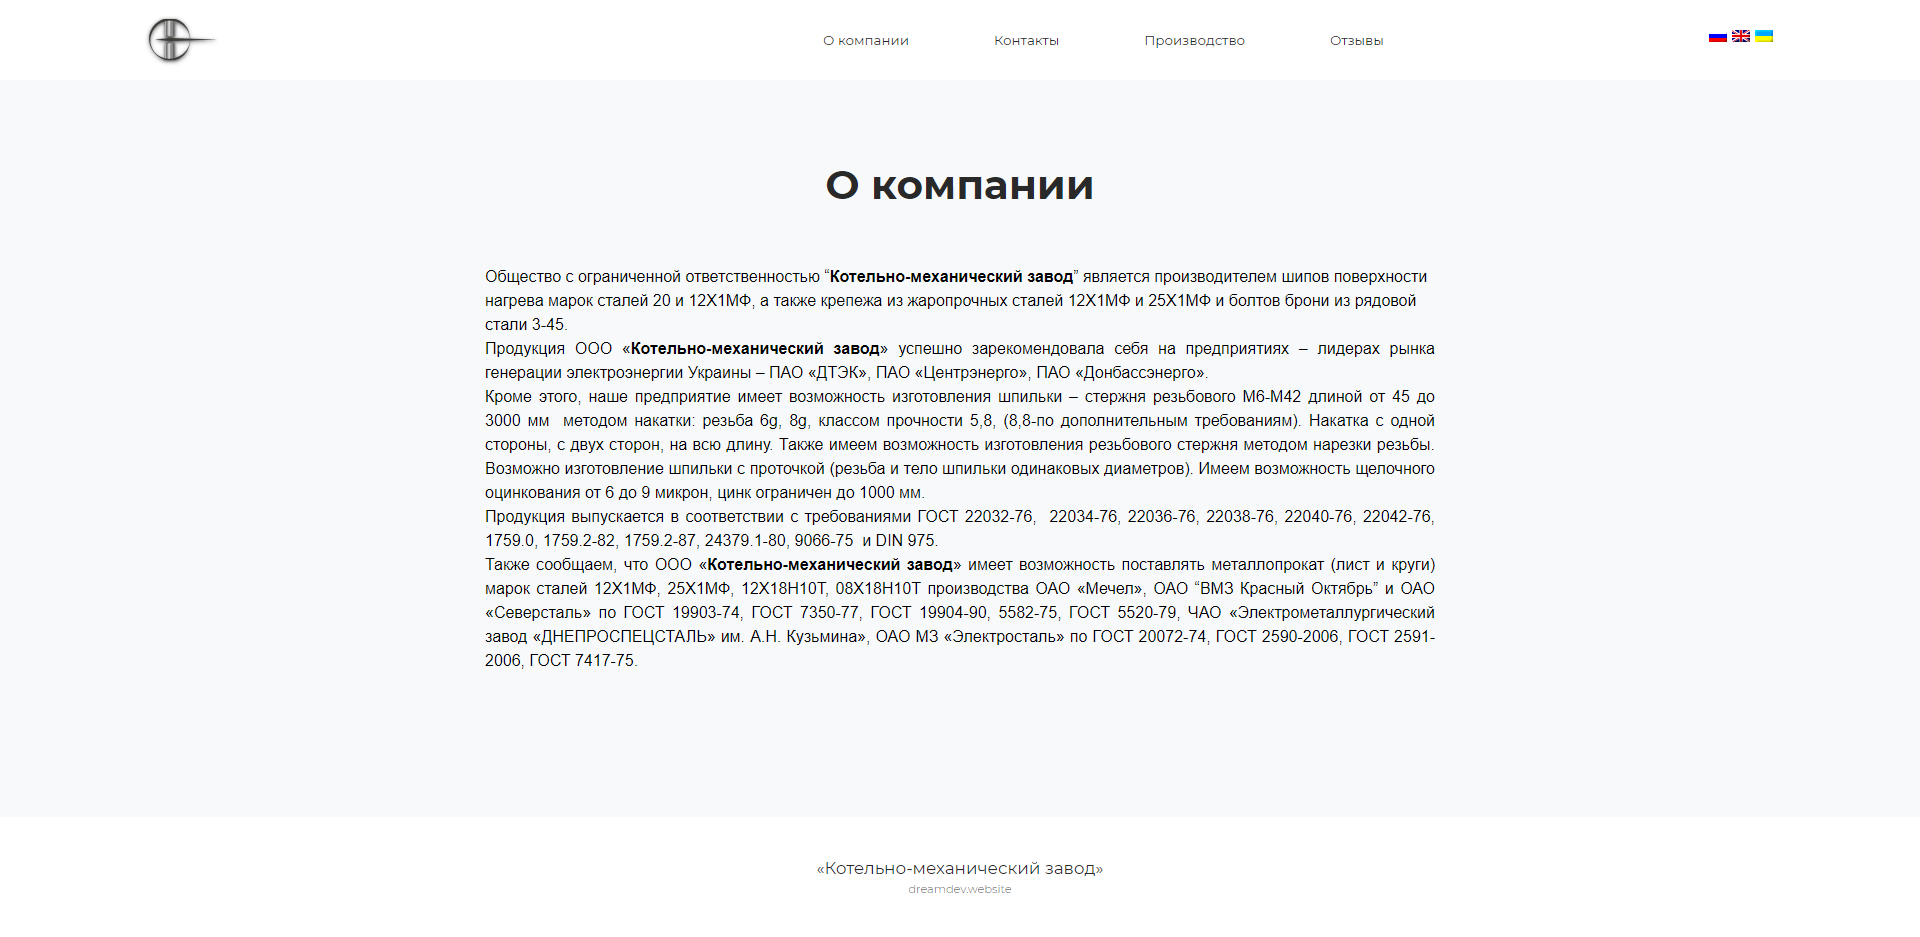 О компании
Контакты
Производство
Отзывы
О компании
Общество с ограниченной ответственностью “Котельно-механический завод” является производителем шипов поверхности
нагрева марок сталей 20 и 12Х1МФ, а также крепежа из жаропрочных сталей 12Х1МФ и 25Х1МФ и болтов брони из рядовой
стали 3-45.
Продукция ООО «Котельно-механический завод» успешно зарекомендовала себя на предприятиях – лидерах рынка
генерации электроэнергии Украины – ПАО «ДТЭК», ПАО «Центрэнерго», ПАО «Донбассэнерго».
Кроме этого, наше предприятие имеет возможность изготовления шпильки – стержня резьбового М6-М42 длиной от 45 до
3000 мм  методом накатки: резьба 6g, 8g, классом прочности 5,8, (8,8-по дополнительным требованиям). Накатка с одной
стороны, с двух сторон, на всю длину. Также имеем возможность изготовления резьбового стержня методом нарезки резьбы.
Возможно изготовление шпильки с проточкой (резьба и тело шпильки одинаковых диаметров). Имеем возможность щелочного
оцинкования от 6 до 9 микрон, цинк ограничен до 1000 мм.
Продукция выпускается в соответствии с требованиями ГОСТ 22032-76,  22034-76, 22036-76, 22038-76, 22040-76, 22042-76,
1759.0, 1759.2-82, 1759.2-87, 24379.1-80, 9066-75  и DIN 975.
Также сообщаем, что ООО «Котельно-механический завод» имеет возможность поставлять металлопрокат (лист и круги)
марок сталей 12Х1МФ, 25Х1МФ, 12Х18Н10Т, 08Х18Н10Т производства ОАО «Мечел», ОАО “ВМЗ Красный Октябрь” и ОАО
«Северсталь» по ГОСТ 19903-74, ГОСТ 7350-77, ГОСТ 19904-90, 5582-75, ГОСТ 5520-79, ЧАО «Электрометаллургический
завод «ДНЕПРОСПЕЦСТАЛЬ» им. А.Н. Кузьмина», ОАО МЗ «Электросталь» по ГОСТ 20072-74, ГОСТ 2590-2006, ГОСТ 2591-
2006, ГОСТ 7417-75.
«Котельно-механический завод»
dreamdev.website